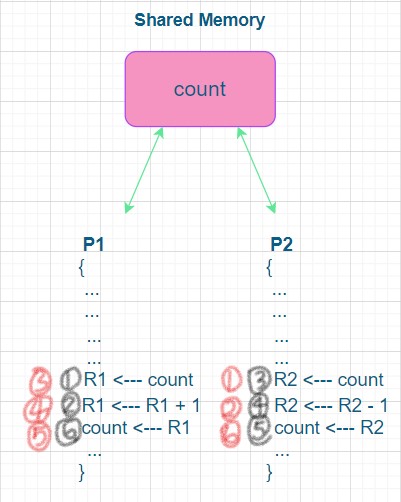 Shared Memory
count
P1
{
...
...
...
...
3 1 R1 <--- count
4 2 R1 <--- R1 + 1
5 6 count <--- R1
...
}
P2
{
...
...
...
...
1 3 R2 <--- count
2 4 R2 <--- R2 - 1
6 5 count <--- R2
...
}